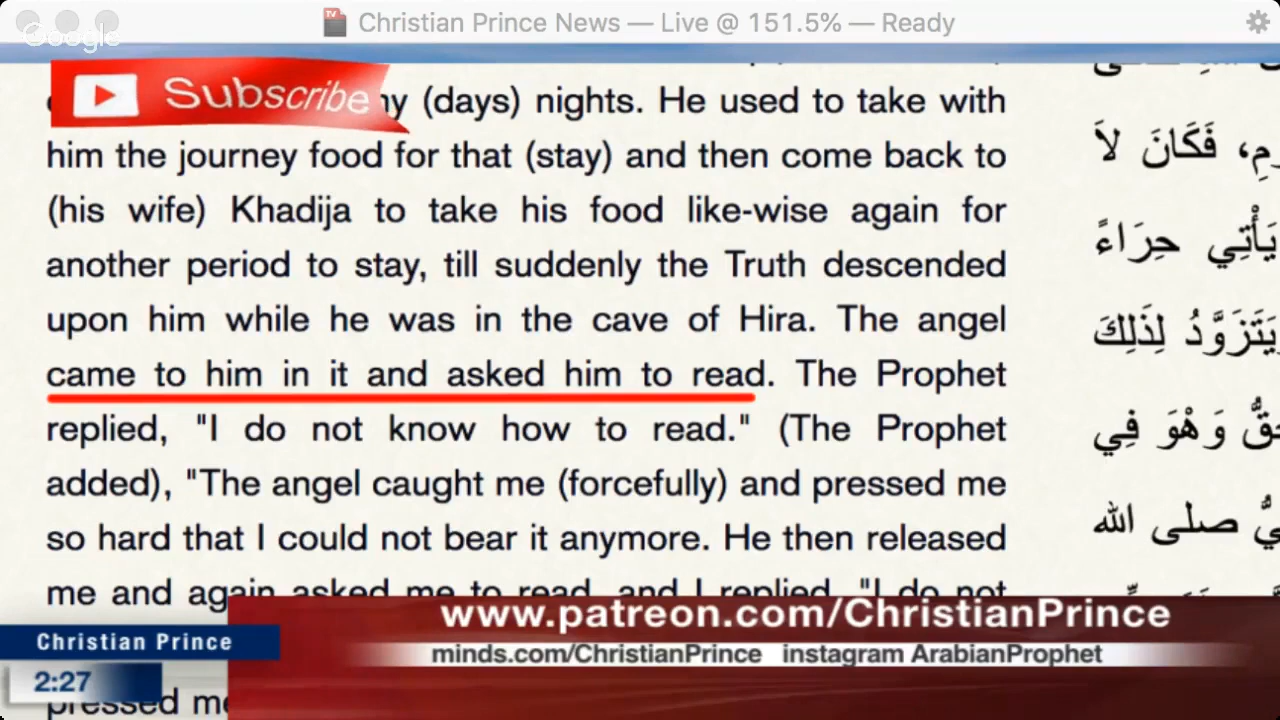 Christian Prince News — Live @ 151.5% — Ready
Google
Subscribe
(days) nights. He used to take with
him the journey food for that (stay) and then come back to
(his wife) Khadija to take his food like-wise again for
another period to stay, till suddenly the Truth descended
upon him while he was in the cave of Hira. The angel
came to him in it and asked him to read. The Prophet
replied, "I do not know how to read." (The Prophet
added), "The angel caught me (forcefully) and pressed me
so hard that I could not bear it anymore. He then released
me and again asked me to read, and I replied, "I do not
pressed me
فَكَانَ لاَ
يَأْتِي حِرَاءً
يَتَزَوَّدُ لِذَلِكَ
وَهْوَ فِي
صلى الله
www.patreon.com/ChristianPrince
minds.com/ChristianPrince instagram ArabianProphet
Christian Prince
2:27